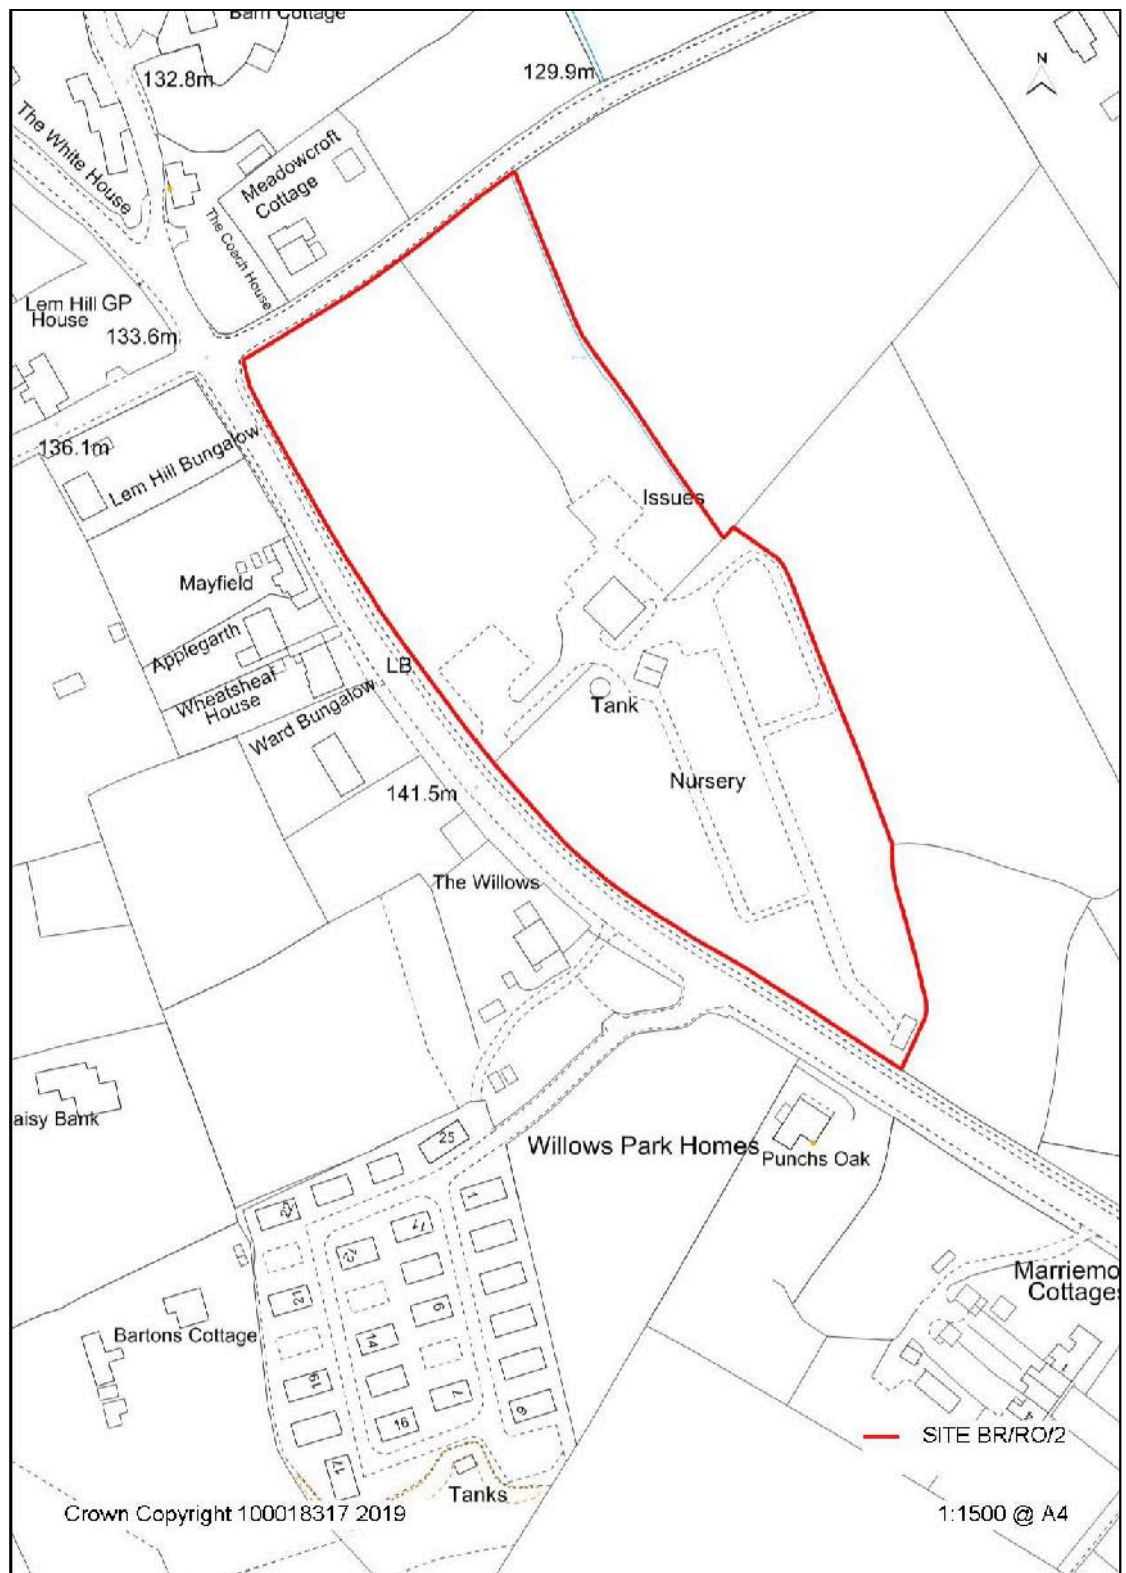 Barn Cottage
132.8m
129.9m
N
The White House
Meadowcroft
Cottage
The Coach House
Lem Hill GP
House
133.6m
136.1m
Lem Hill Bungalow
Issues
Mayfield
Applegarth
LB
Wheatsheaf
House
Ward Bungalow
Tank
Nursery
141.5m
The Willows
aisy Bank
25
Willows Park Homes
Punchs Oak
1
21
14
16
19
17
7
Bartons Cottage
Marriemo
Cottages
SITE BR/RO/2
Tanks
Crown Copyright 100018317 2019
1:1500 @ A4